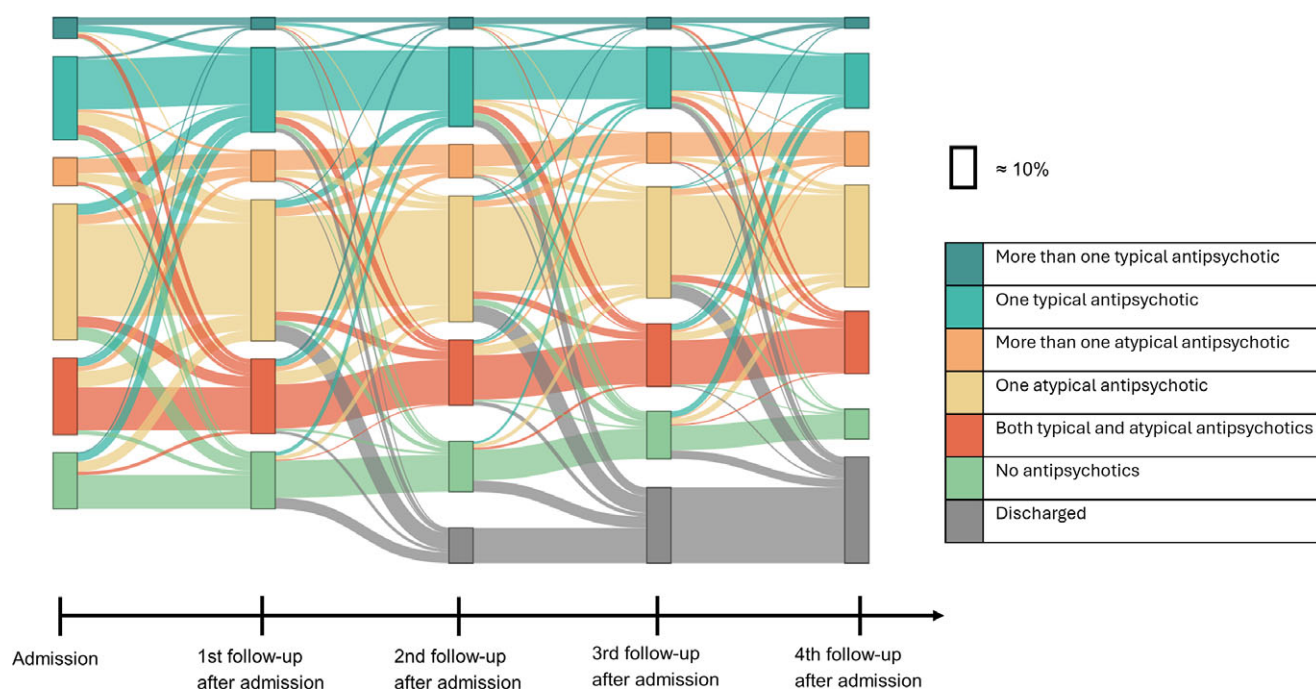 ≈ 10%
More than one typical antipsychotic
One typical antipsychotic
More than one atypical antipsychotic
One atypical antipsychotic
Both typical and atypical antipsychotics
No antipsychotics
Discharged
Admission
1st follow-up
after admission
2nd follow-up
after admission
3rd follow-up
after admission
4th follow-up
after admission